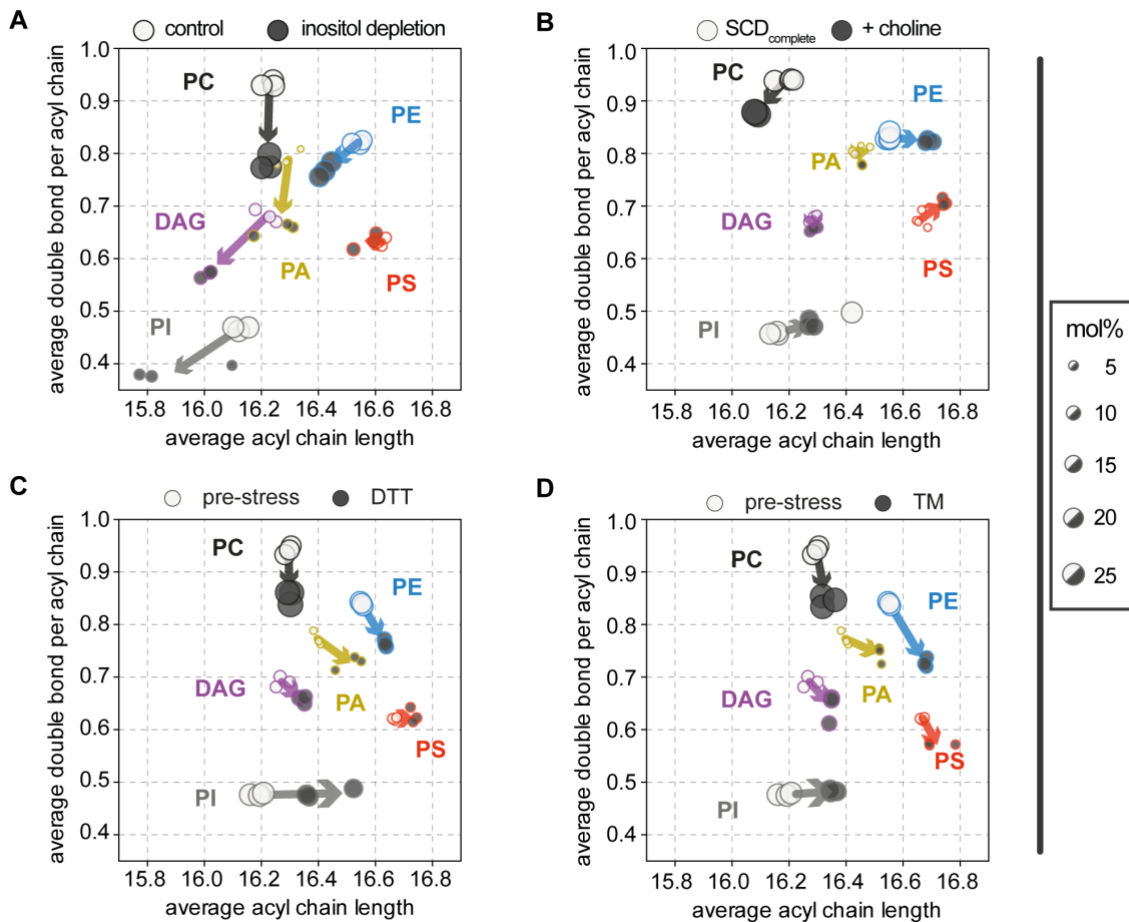 A
control inositol depletion
1.0
0.9
0.8
0.7
0.6
0.5
0.4
average double bond per acyl chain
PC
PE
DAG
PA
PS
PI
15.8 16.0 16.2 16.4 16.6 16.8
average acyl chain length
B
SCDcomplete + choline
1.0
0.9
0.8
0.7
0.6
0.5
0.4
average double bond per acyl chain
PC
PE
PA
DAG
PS
PI
15.8 16.0 16.2 16.4 16.6 16.8
average acyl chain length
mol%
5
10
15
20
25
C
pre-stress DTT
1.0
0.9
0.8
0.7
0.6
0.5
0.4
average double bond per acyl chain
PC
PE
DAG
PA
PS
PI
15.8 16.0 16.2 16.4 16.6 16.8
average acyl chain length
D
pre-stress TM
1.0
0.9
0.8
0.7
0.6
0.5
0.4
average double bond per acyl chain
PC
PE
DAG
PA
PS
PI
15.8 16.0 16.2 16.4 16.6 16.8
average acyl chain length